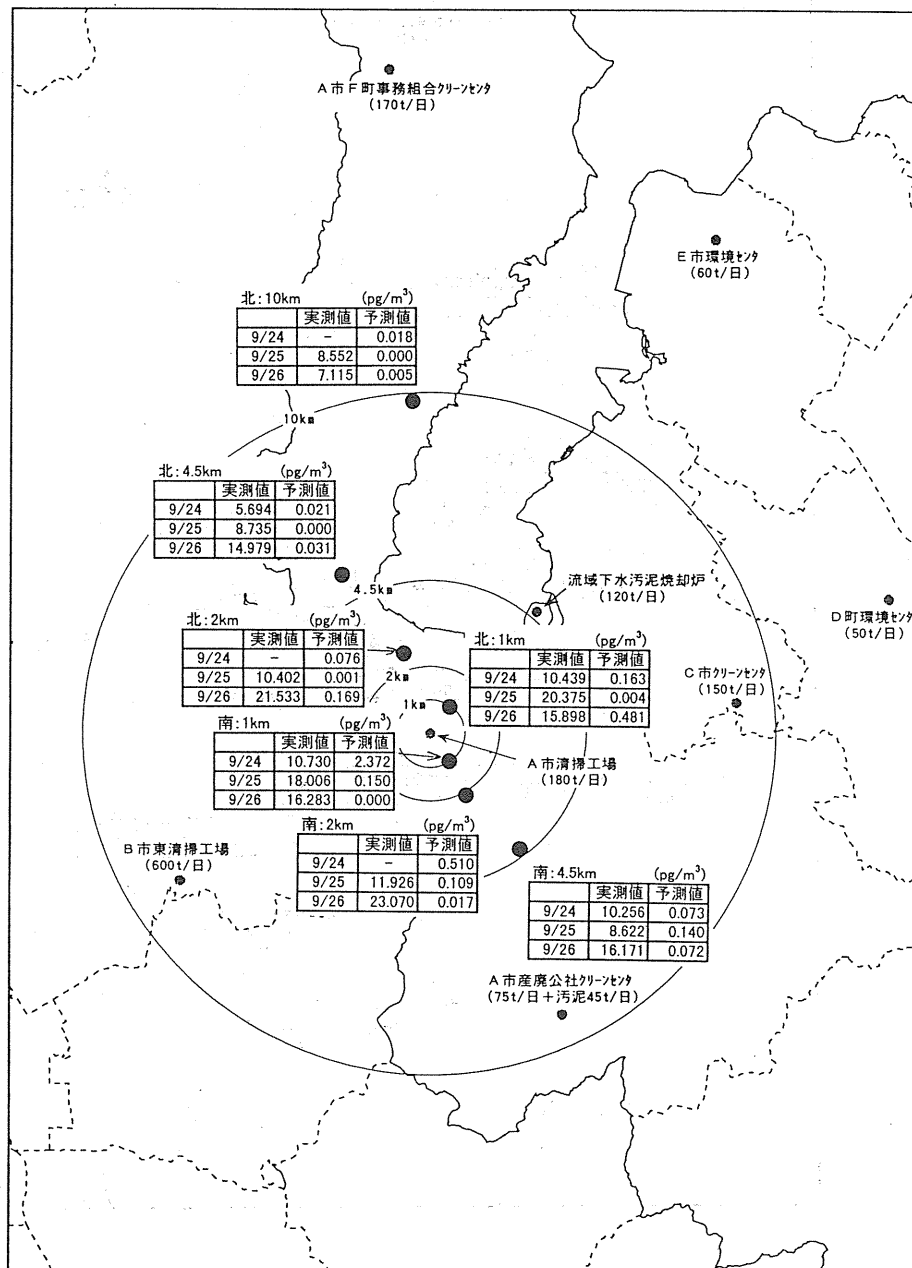 A市F町事務組合クリーンセンタ
(170t/日)
E市環境センタ
(60t/日)
北:10km (pg/m³)
実測値 予測値
9/24 - 0.018
9/25 8.552 0.000
9/26 7.115 0.005
10km
北:4.5km (pg/m³)
実測値 予測値
9/24 5.694 0.021
9/25 8.735 0.000
9/26 14.979 0.031
4.5km
流域下水汚泥焼却炉
(120t/日)
D町環境センタ
(50t/日)
北:2km (pg/m³)
実測値 予測値
9/24 - 0.076
9/25 10.402 0.001
9/26 21.533 0.169
2km
北:1km (pg/m³)
実測値 予測値
9/24 10.439 0.163
9/25 20.375 0.004
9/26 15.898 0.481
C市クリーンセンタ
(150t/日)
1km
南:1km (pg/m³)
実測値 予測値
9/24 10.730 2.372
9/25 18.006 0.150
9/26 16.283 0.000
A市清掃工場
(180t/日)
南:2km (pg/m³)
実測値 予測値
9/24 - 0.510
9/25 11.926 0.109
9/26 23.070 0.017
B市東清掃工場
(600t/日)
南:4.5km (pg/m³)
実測値 予測値
9/24 10.256 0.073
9/25 8.622 0.140
9/26 16.171 0.072
A市産廃公社クリーンセンタ
(75t/日+汚泥45t/日)